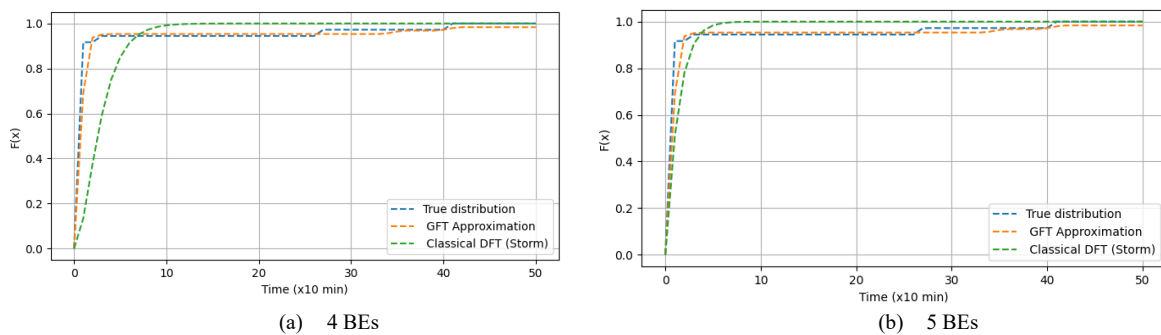 1.0
0.8
0.6
0.4
0.2
0.0
F(x)
True distribution
GFT Approximation
Classical DFT (Storm)
0 10 20 30 40 50
Time (x10 min)
(a) 4 BEs
1.0
0.8
0.6
0.4
0.2
0.0
F(x)
True distribution
GFT Approximation
Classical DFT (Storm)
0 10 20 30 40 50
Time (x10 min)
(b) 5 BEs